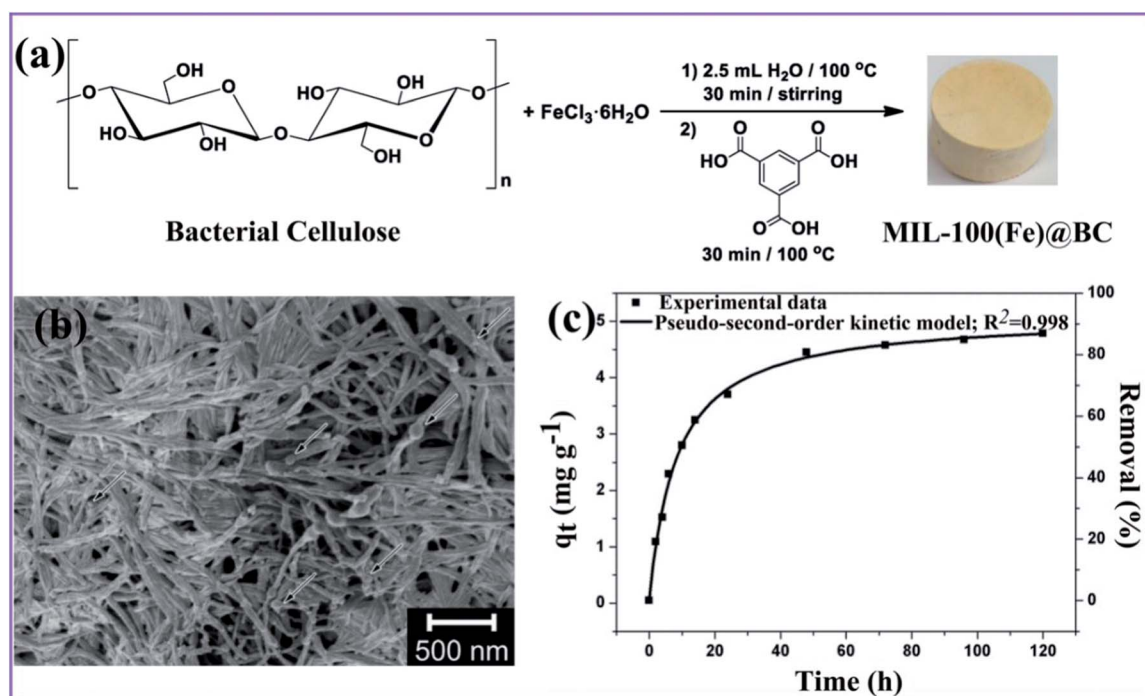 (a)
OH
O
O
HO
OH
HO
OH
O
O
OH
O
n
Bacterial Cellulose
+ FeCl3·6H2O
1) 2.5 mL H2O / 100 °C
30 min / stirring
2)
O
O
HO
OH
O
OH
30 min / 100 °C
MIL-100(Fe)@BC
(b)
500 nm
(c)
Experimental data
Pseudo-second-order kinetic model; R2=0.998
qt (mg g-1)
5
4
3
2
1
0
Removal (%)
100
80
60
40
20
0
0 20 40 60 80 100 120
Time (h)